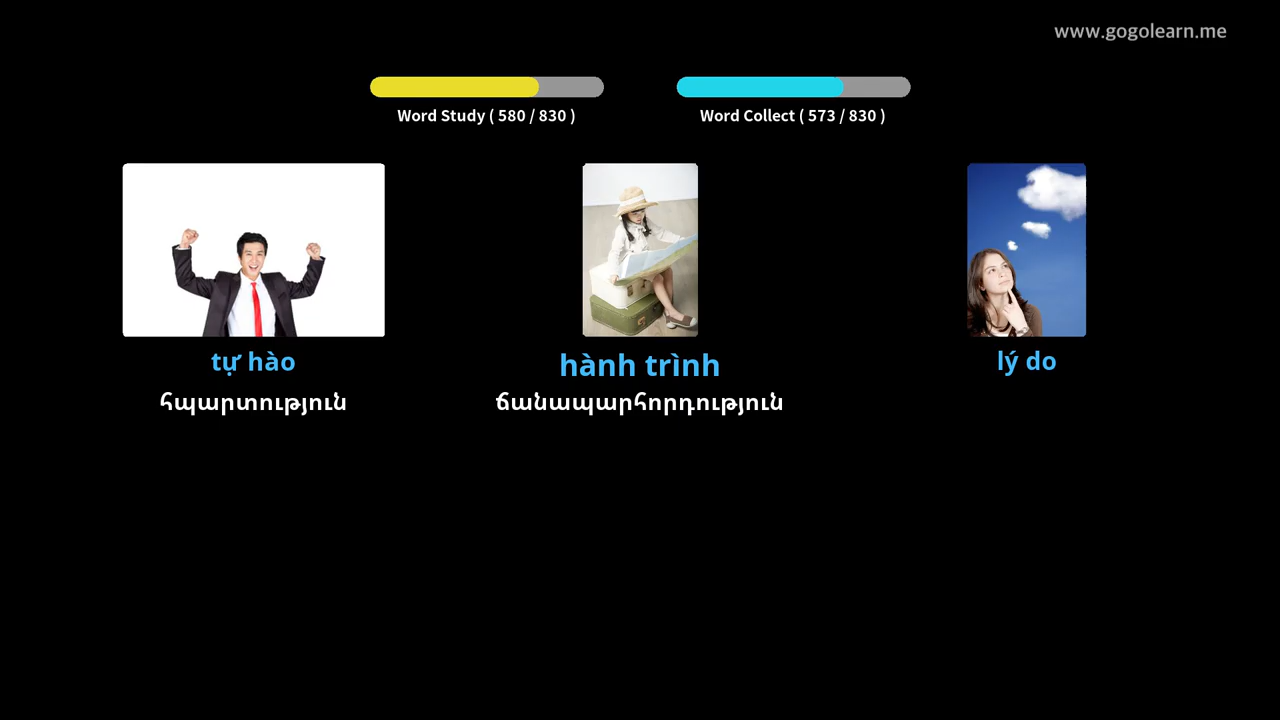 www.gogolearn.me
Word Study ( 580 / 830 )
Word Collect ( 573 / 830 )
tự hào
hành trình
lý do
հպարտություն
ճանապարհորդություն